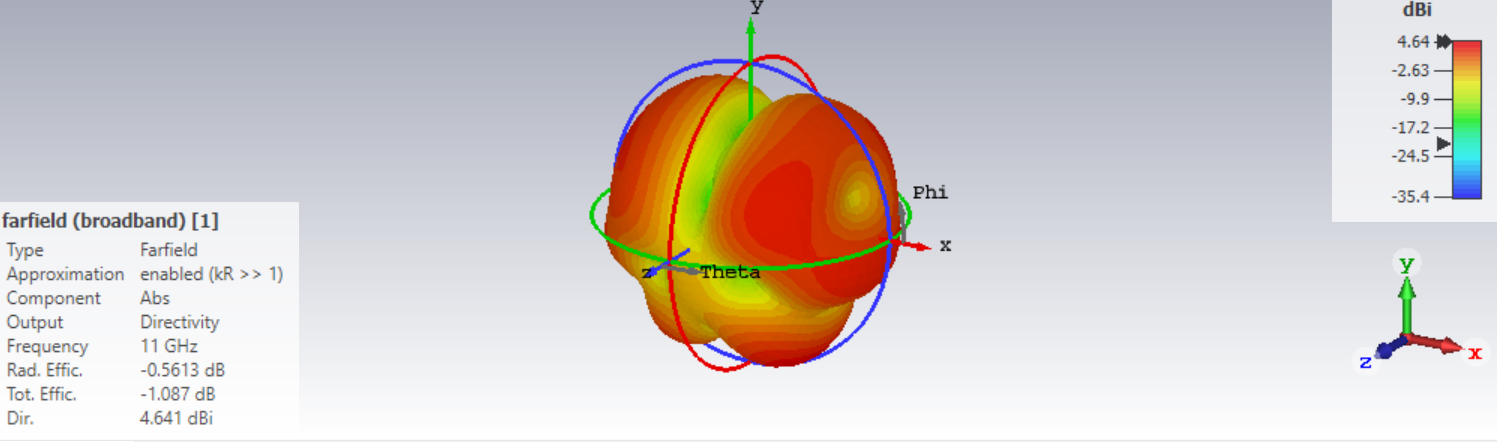 y
dBi
4.64
-2.63
-9.9
-17.2
-24.5
-35.4
Phi
x
z
Theta
farfield (broadband) [1]
Type Farfield
Approximation enabled (kR >> 1)
Component Abs
Output Directivity
Frequency 11 GHz
Rad. Effic. -0.5613 dB
Tot. Effic. -1.087 dB
Dir. 4.641 dBi
y
z
x